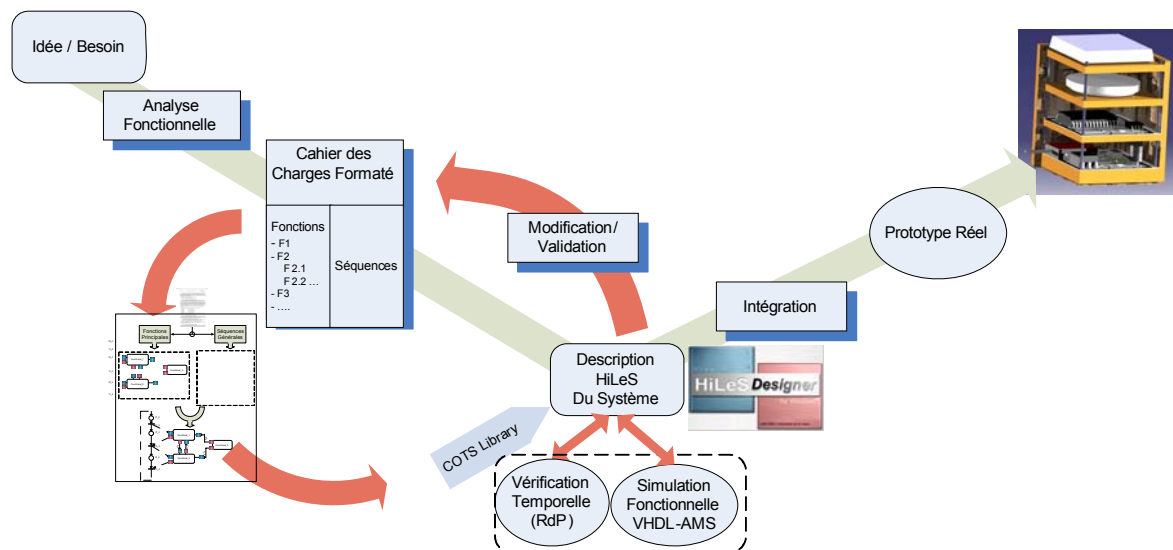 Idée / Besoin
Analyse
Fonctionnelle
Cahier des
Charges Formaté
Fonctions
- F1
- F2
F2.1
F2.2 ...
- F3
- ....
Séquences
Modification/
Validation
Intégration
Prototype Réel
Fonctions
Principales
Séquences
Générales
Description
HiLeS
Du Système
HiLeS Designer
COTS Library
Vérification
Temporelle
(RdP)
Simulation
Fonctionnelle
VHDL-AMS